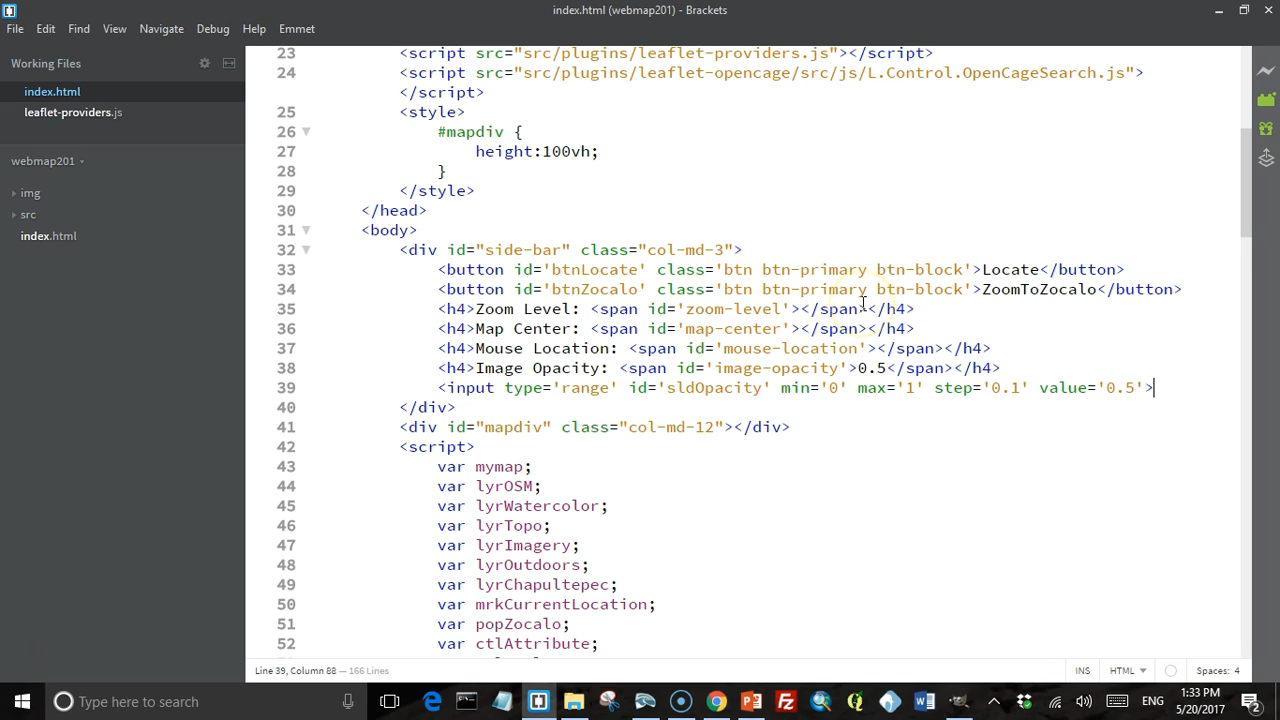 index.html (webmap201) - Brackets
File Edit Find View Navigate Debug Help Emmet
Working Files
index.html
leaflet-providers.js
webmap201
img
src
index.html
23 <script src="src/plugins/leaflet-providers.js"></script>
24 <script src="src/plugins/leaflet-opencage/src/js/L.Control.OpenCageSearch.js">
</script>
25 <style>
26 #mapdiv {
27 height:100vh;
28 }
29 </style>
30 </head>
31 <body>
32 <div id="side-bar" class="col-md-3">
33 <button id='btnLocate' class='btn btn-primary btn-block'>Locate</button>
34 <button id='btnZocalo' class='btn btn-primary btn-block'>ZoomToZocalo</button>
35 <h4>Zoom Level: <span id='zoom-level'></span></h4>
36 <h4>Map Center: <span id='map-center'></span></h4>
37 <h4>Mouse Location: <span id='mouse-location'></span></h4>
38 <h4>Image Opacity: <span id='image-opacity'>0.5</span></h4>
39 <input type='range' id='sldOpacity' min='0' max='1' step='0.1' value='0.5'>
40 </div>
41 <div id="mapdiv" class="col-md-12"></div>
42 <script>
43 var mymap;
44 var lyrOSM;
45 var lyrWatercolor;
46 var lyrTopo;
47 var lyrImagery;
48 var lyrOutdoors;
49 var lyrChapultepec;
50 var mrkCurrentLocation;
51 var popZocalo;
52 var ctlAttribute;
Line 39, Column 88 — 166 Lines
INS HTML Spaces: 4
Type here to search
ENG
1:33 PM
5/20/2017
2